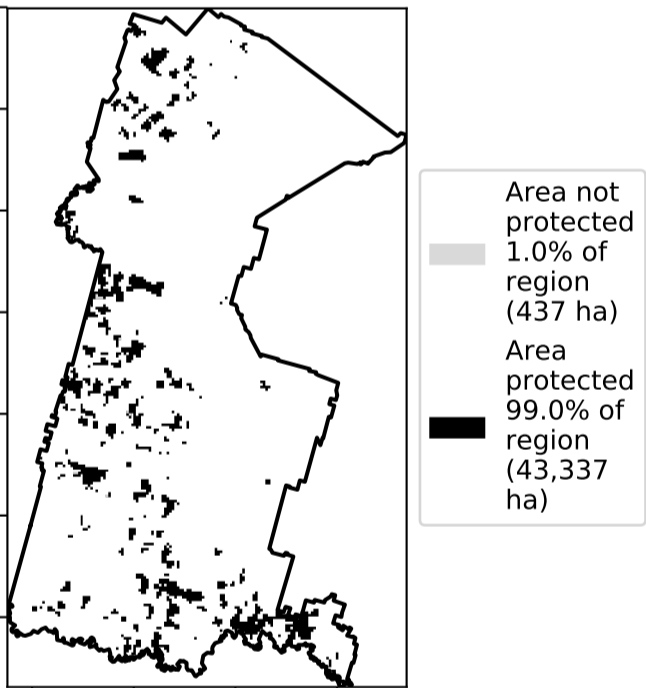 Area not
protected
1.0% of
region
(437 ha)
Area
protected
99.0% of
region
(43,337
ha)